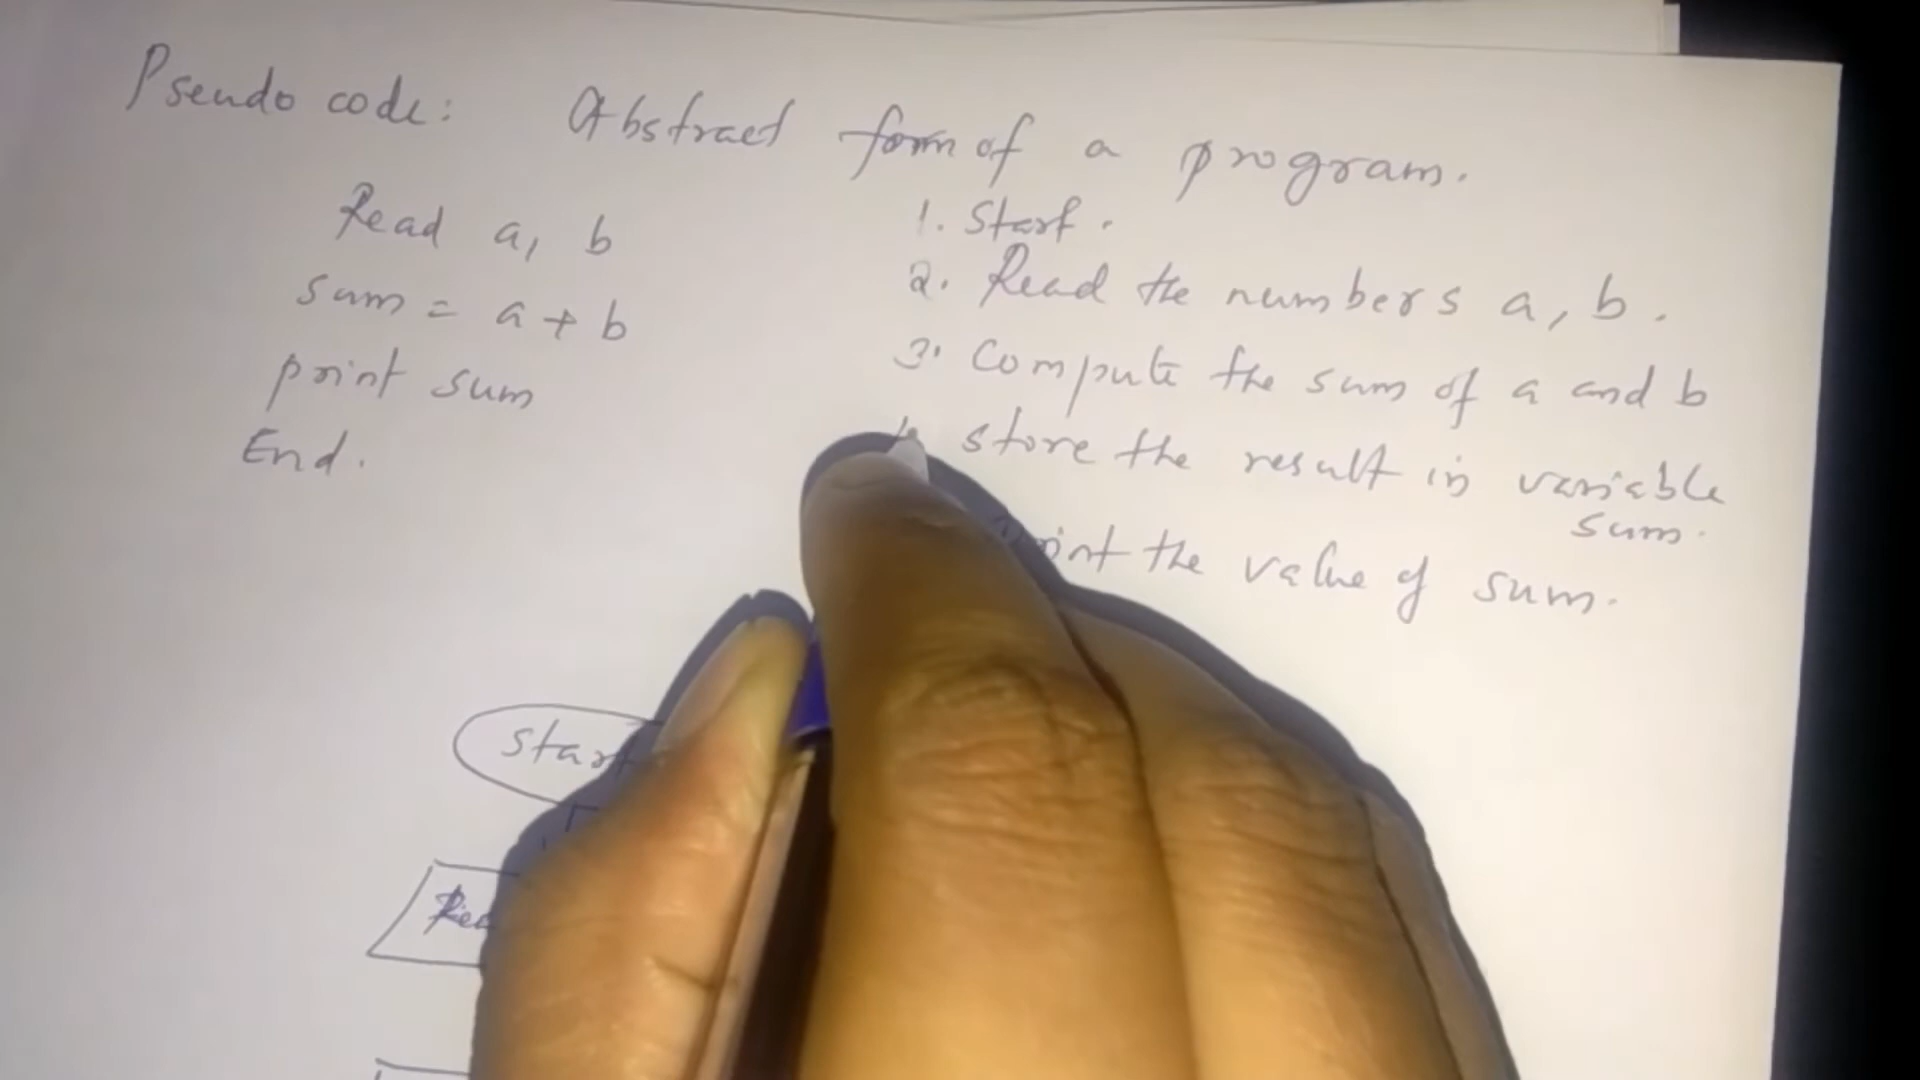 Pseudo code: Abstract form of a program.
Read a, b
sum = a + b
print sum
End.
1. Start.
2. Read the numbers a, b.
3. Compute the sum of a and b
store the result in variable
sum.
the value of sum.
Start